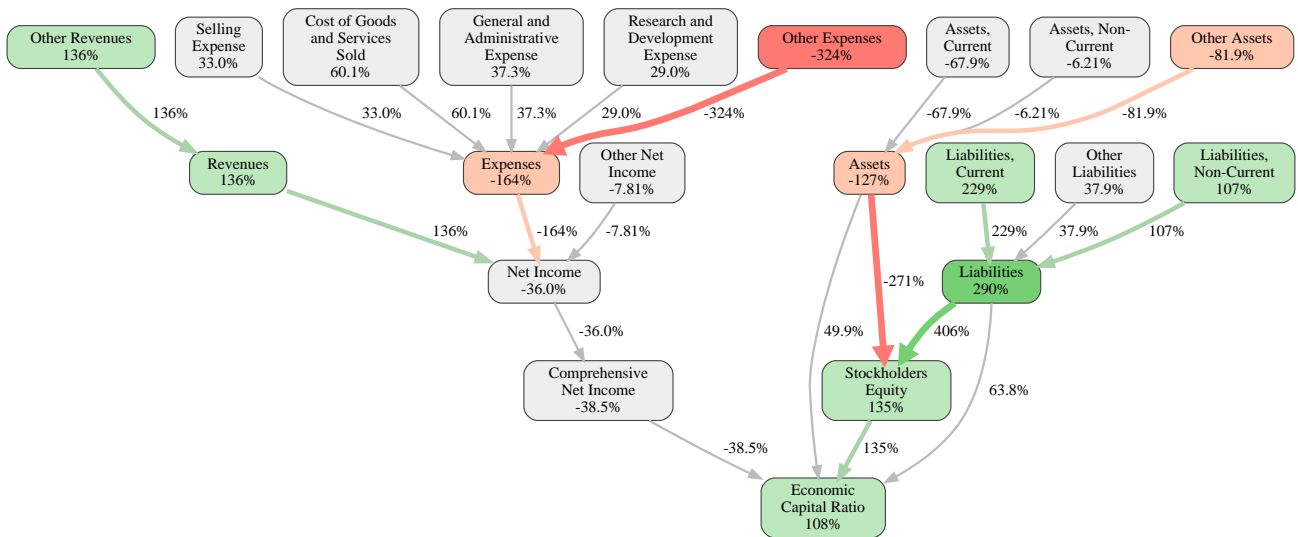 Other Revenues
136%
Selling
Expense
33.0%
Cost of Goods
and Services
Sold
60.1%
General and
Administrative
Expense
37.3%
Research and
Development
Expense
29.0%
Other Expenses
-324%
Assets,
Current
-67.9%
Assets, Non-
Current
-6.21%
Other Assets
-81.9%
136%
33.0%
60.1%
37.3%
29.0%
-324%
-67.9%
-6.21%
-81.9%
Revenues
136%
Expenses
-164%
Other Net
Income
-7.81%
Assets
-127%
Liabilities,
Current
229%
Other
Liabilities
37.9%
Liabilities,
Non-Current
107%
136%
-164%
-7.81%
229%
37.9%
107%
Net Income
-36.0%
-271%
Liabilities
290%
-36.0%
49.9%
406%
63.8%
Comprehensive
Net Income
-38.5%
Stockholders
Equity
135%
-38.5%
135%
Economic
Capital Ratio
108%